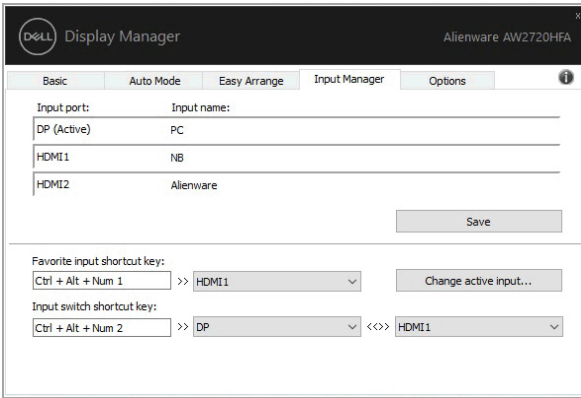 DELL Display Manager Alienware AW2720HFA
Basic Auto Mode Easy Arrange Input Manager Options
Input port: Input name:
DP (Active) PC
HDMI1 NB
HDMI2 Alienware
Save
Favorite input shortcut key:
Ctrl + Alt + Num 1 >> HDMI1 Change active input...
Input switch shortcut key:
Ctrl + Alt + Num 2 >> DP <<>> HDMI1